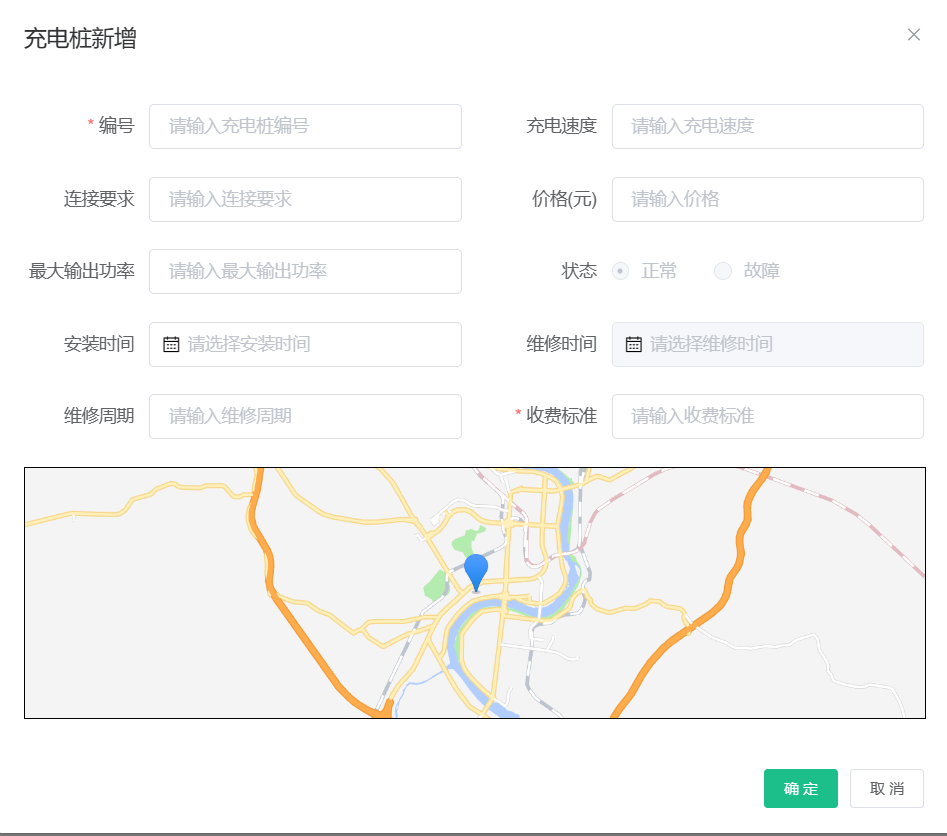 充电桩新增
* 编号 请输入充电桩编号 充电速度 请输入充电速度
连接要求 请输入连接要求 价格(元) 请输入价格
最大输出功率 请输入最大输出功率 状态 正常 故障
安装时间 请选择安装时间 维修时间 请选择维修时间
维修周期 请输入维修周期 * 收费标准 请输入收费标准
确定 取消